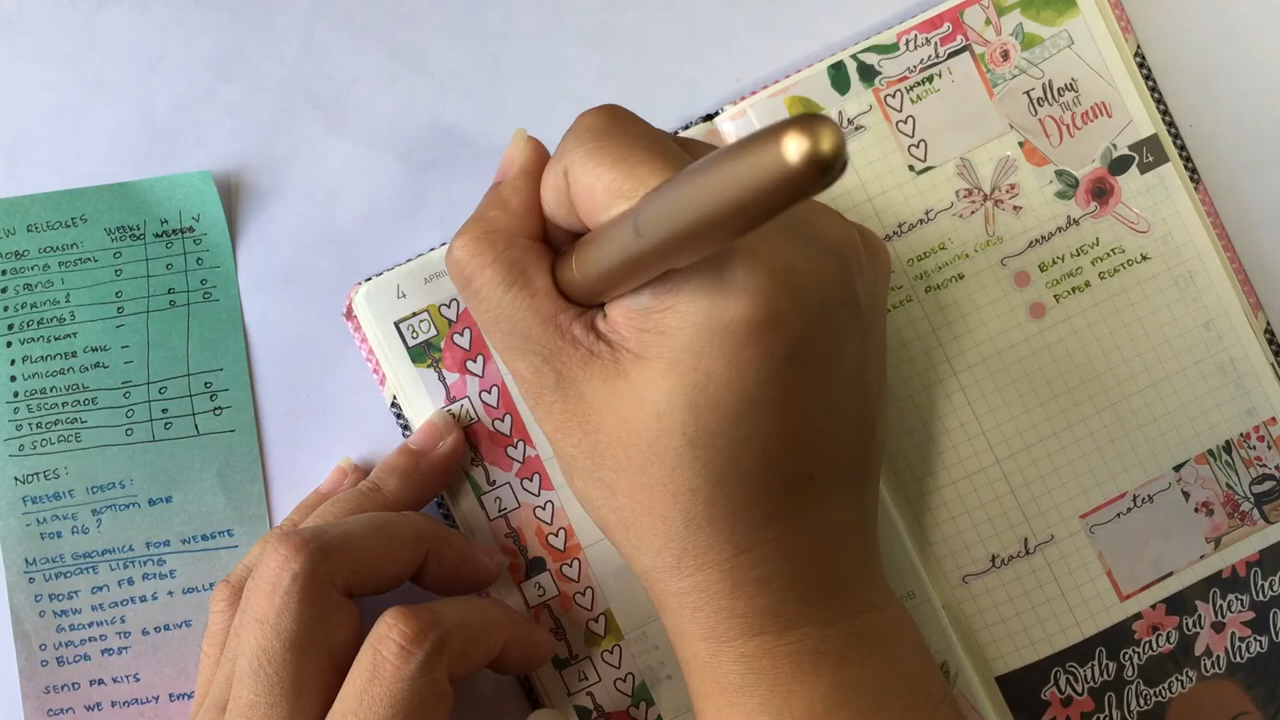 NEW RELEASES
WEEKS HOBO
H WEEKS
V
HOBO COUSIN: O O
• GOING POSTAL O
• SPRING 1 O O O
• SPRING 2 O O O
• SPRING 3 O O O
• VANSKAT –
• PLANNER CHIC –
• UNICORN GIRL –
• CARNIVAL –
O ESCAPADE O O O
O TROPICAL O O O
O SOLACE O O
NOTES:
FREEBIE IDEAS:
- MAKE BOTTOM BAR
FOR A6?
MAKE GRAPHICS FOR WEBSITE
O UPDATE LISTING
O POST ON FB PAGE
O NEW HEADERS +
GRAPHICS
O UPLOAD TO G DRIVE
O BLOG POST
SEND PR KITS
CAN WE FINALLY
4
30
2
3
4
this
week
HAPPY !
MAIL
Follow
THAT
Dream
4
ORDER:
WEIGHING
PHONE
errands
BUY NEW
CAMEO MATS
PAPER RESTOCK
track
notes
With grace in her
flowers in her